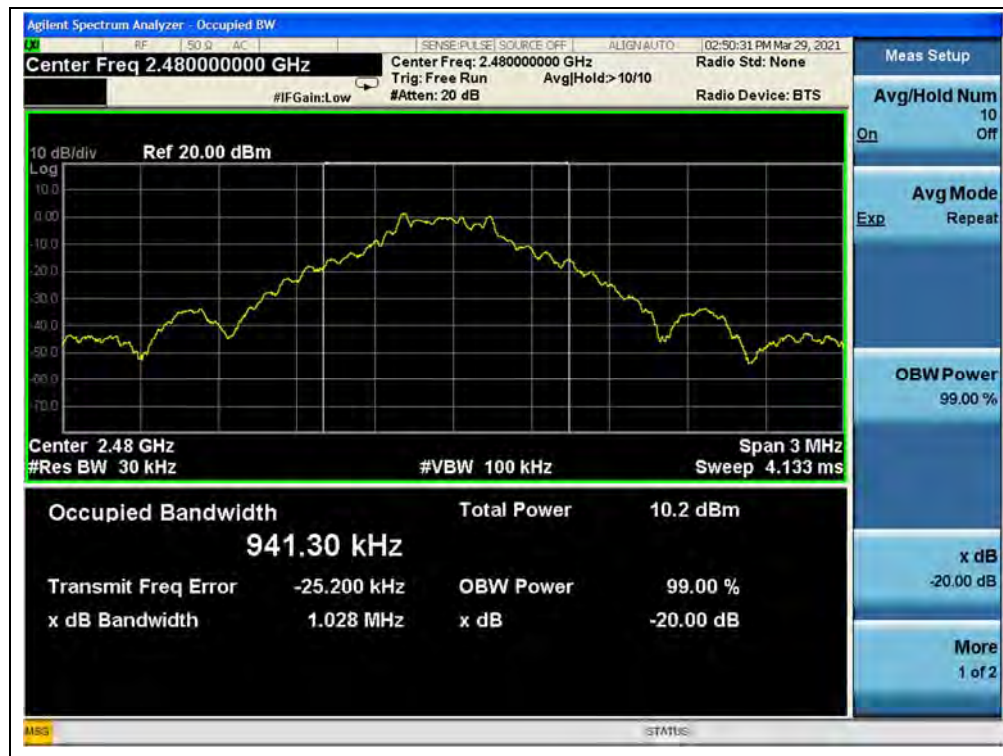 Agilent Spectrum Analyzer - Occupied BW
LXI RF 50 Ω AC SENSE:PULSE SOURCE OFF ALIGN AUTO 02:50:31 PM Mar 29, 2021
Center Freq 2.480000000 GHz
Center Freq: 2.480000000 GHz
Radio Std: None
Trig: Free Run Avg|Hold:>10/10
#IFGain:Low
#Atten: 20 dB
Radio Device: BTS
10 dB/div Ref 20.00 dBm
Log
10.0
0.00
-10.0
-20.0
-30.0
-40.0
-50.0
-60.0
-70.0
Center 2.48 GHz Span 3 MHz
#Res BW 30 kHz #VBW 100 kHz Sweep 4.133 ms
Occupied Bandwidth Total Power 10.2 dBm
941.30 kHz
Transmit Freq Error -25.200 kHz OBW Power 99.00 %
x dB Bandwidth 1.028 MHz x dB -20.00 dB
Meas Setup
Avg/Hold Num
10
On Off
Avg Mode
Exp Repeat
OBW Power
99.00 %
x dB
-20.00 dB
More
1 of 2
MSG STATUS